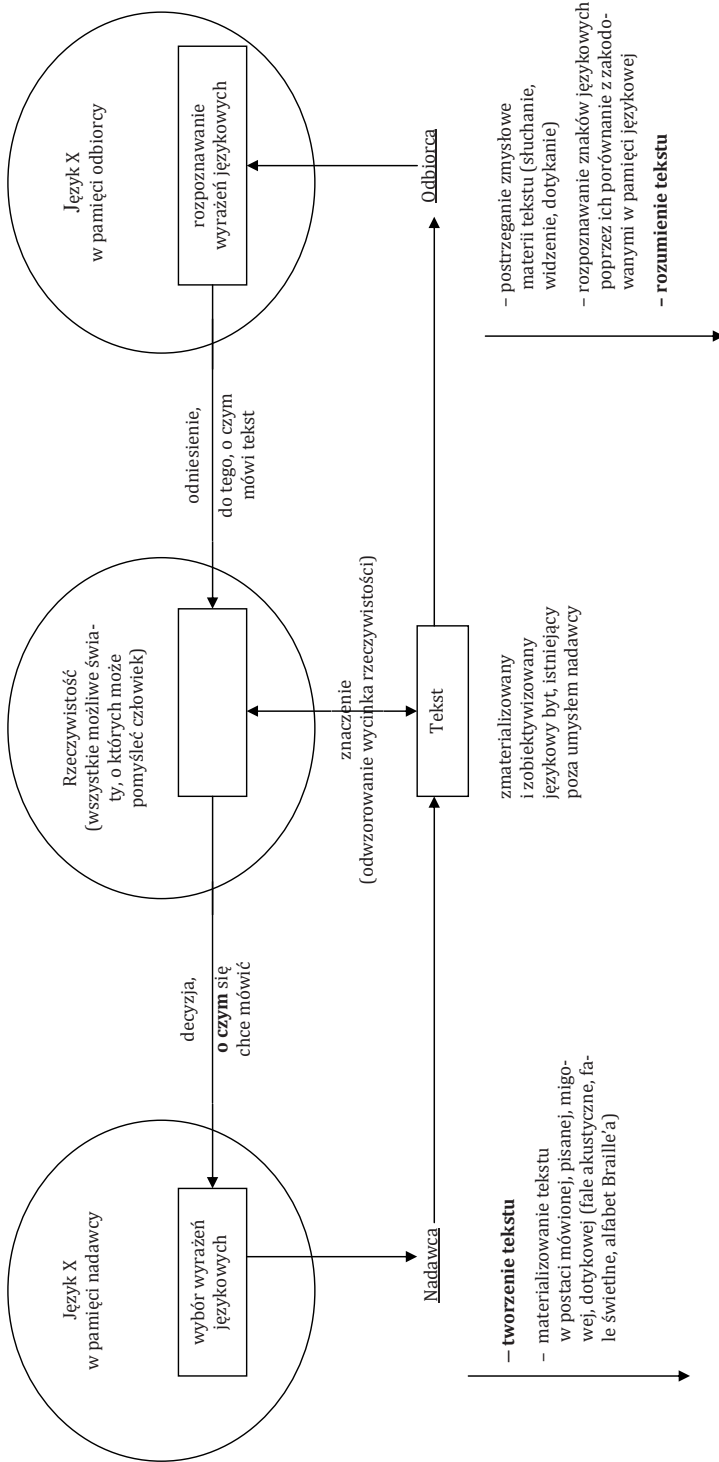 Język X
w pamięci nadawcy
wybór wyrażeń
językowych
decyzja,
o czym się
chce mówić
Rzeczywistość
(wszystkie możliwe świa-
ty, o których może
pomyśleć człowiek)
odniesienie,
do tego, o czym
mówi tekst
Język X
w pamięci odbiorcy
rozpoznawanie
wyrażeń językowych
znaczenie
(odwzorowanie wycinka rzeczywistości)
Nadawca
Tekst
Odbiorca
– tworzenie tekstu
– materializowanie tekstu
w postaci mówionej, pisanej, migo-
wej, dotykowej (fale akustyczne, fa-
le świetlne, alfabet Braille’a)
zmaterializowany
i zobiektywizowany
językowy byt, istniejący
poza umysłem nadawcy
– postrzeganie zmysłowe
materii tekstu (słuchanie,
widzenie, dotykanie)
– rozpoznawanie znaków językowych
poprzez ich porównanie z zakodo-
wanymi w pamięci językowej
– rozumienie tekstu